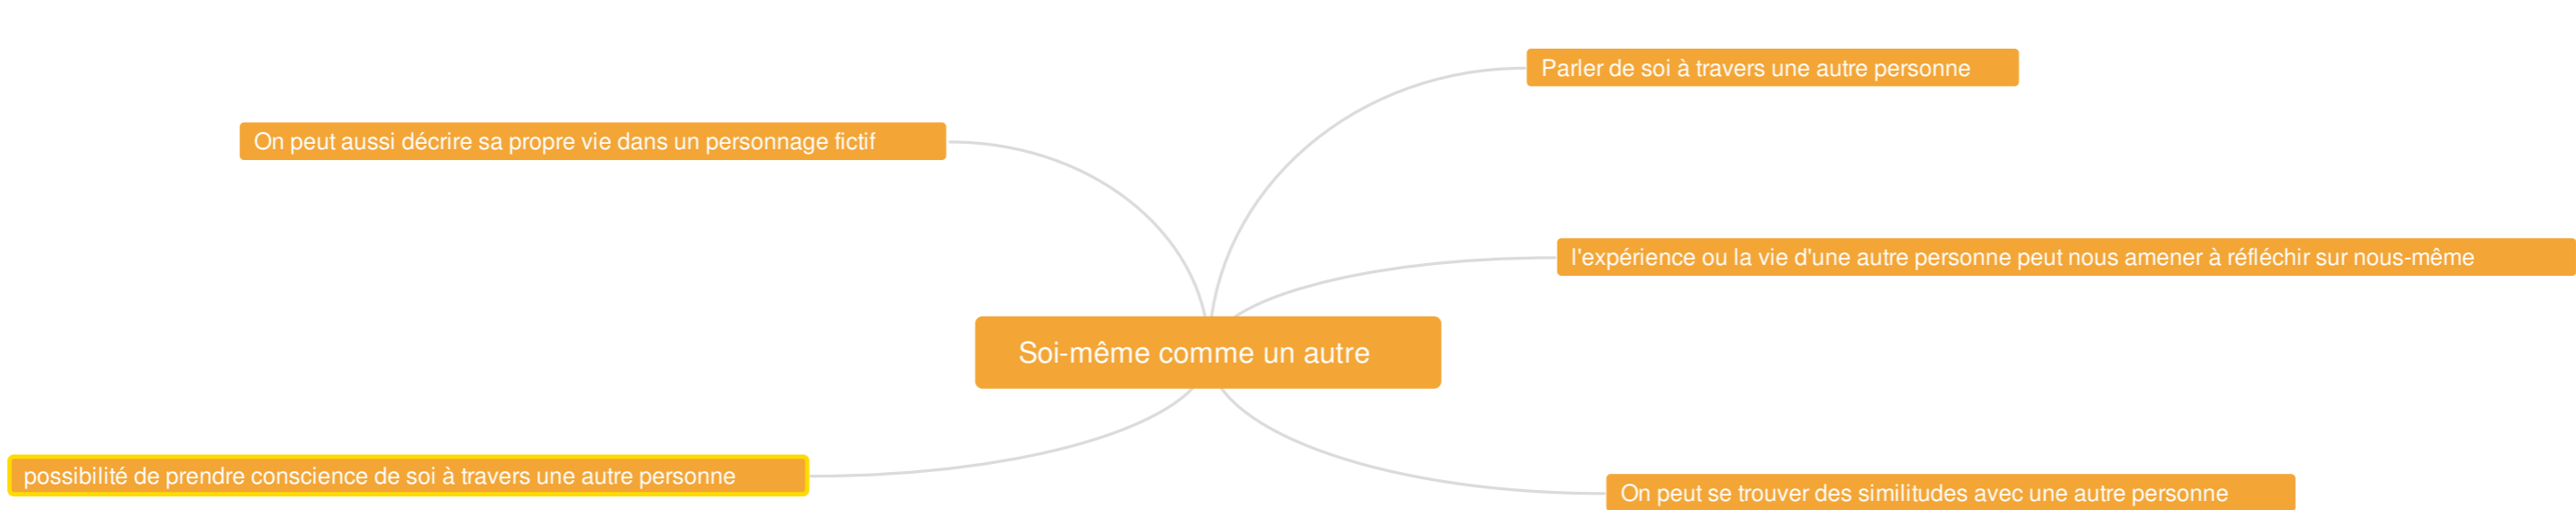 Parler de soi à travers une autre personne
On peut aussi décrire sa propre vie dans un personnage fictif
l'expérience ou la vie d'une autre personne peut nous amener à réfléchir sur nous-même
Soi-même comme un autre
possibilité de prendre conscience de soi à travers une autre personne
On peut se trouver des similitudes avec une autre personne